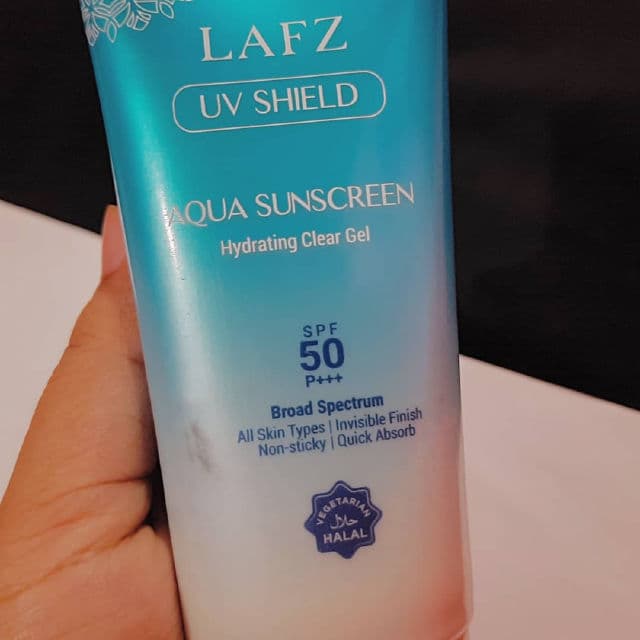 LAFZ
UV SHIELD
AQUA SUNSCREEN
Hydrating Clear Gel
SPF
50
P+++
Broad Spectrum
All Skin Types | Invisible Finish
Non-sticky | Quick Absorb
VEGETARIAN
حلال
HALAL